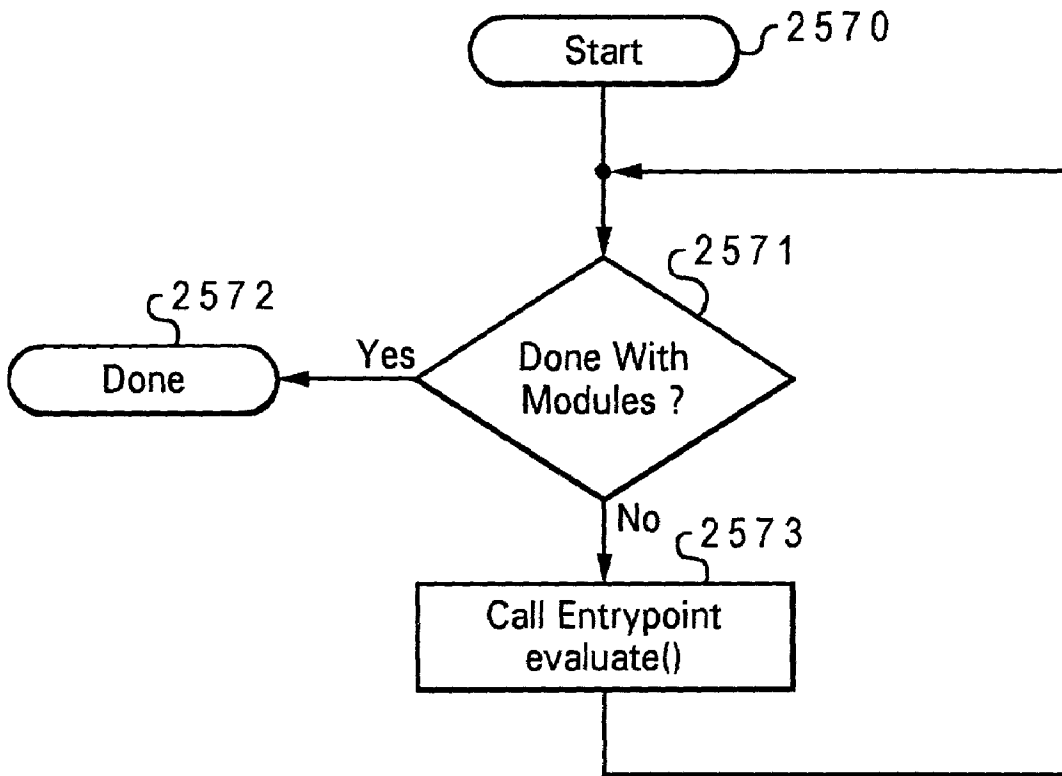 Start
2570
2571
2572
Yes
Done
Done With
Modules ?
No
2573
Call Entrypoint
evaluate()